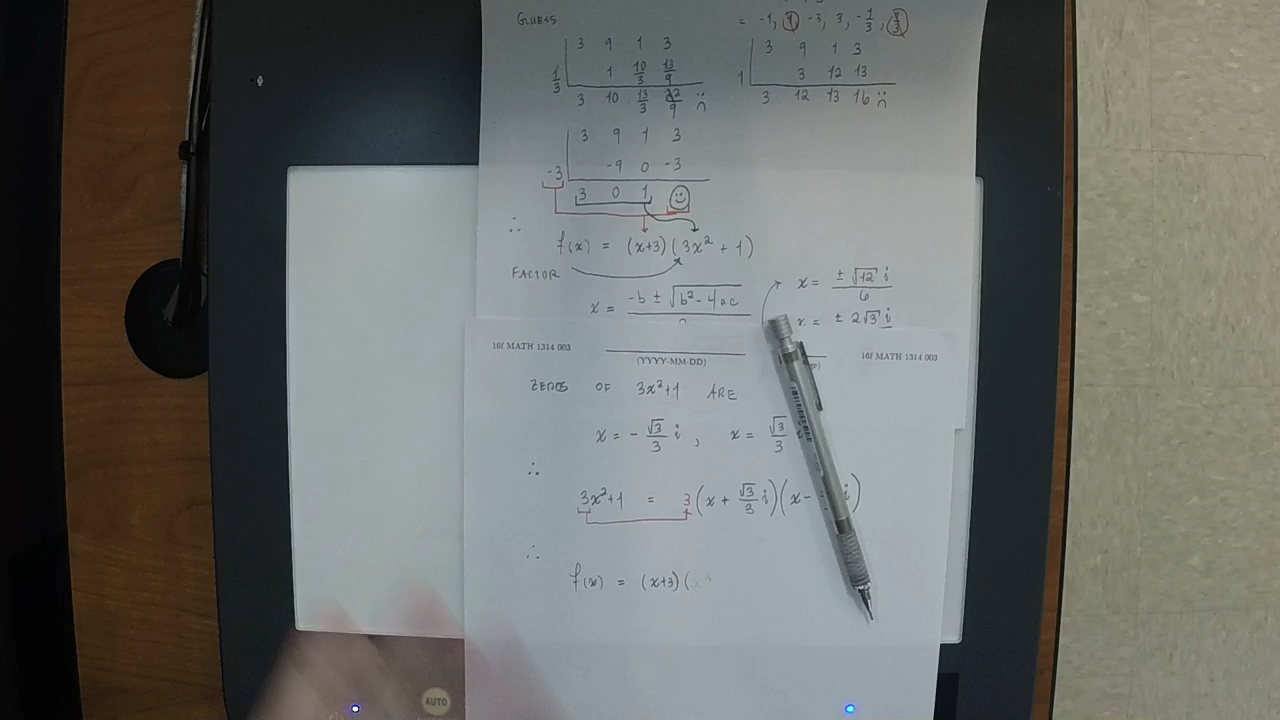 GUESS
= -1, 1, -3, 3, -1/3, 1/3
3 9 1 3
1/3 1 10/3 13/9
3 10 13/3 22/9
3 9 1 3
1 3 12 13
3 12 13 16
3 9 1 3
-3 -9 0 -3
3 0 1
∴
f(x) = (x+3)(3x² + 1)
FACTOR
x = -b ± √b² - 4ac
x = ± √12 i / 6
x = ± 2√3 i
10f MATH 1314 003
(YYYY-MM-DD)
10f MATH 1314 003
ZEROS OF 3x²+1 ARE
x = - √3/3 i , x = √3/3
∴
3x²+1 = 3(x + √3/3 i)(x - i)
∴
f(x) = (x+3)(
AUTO